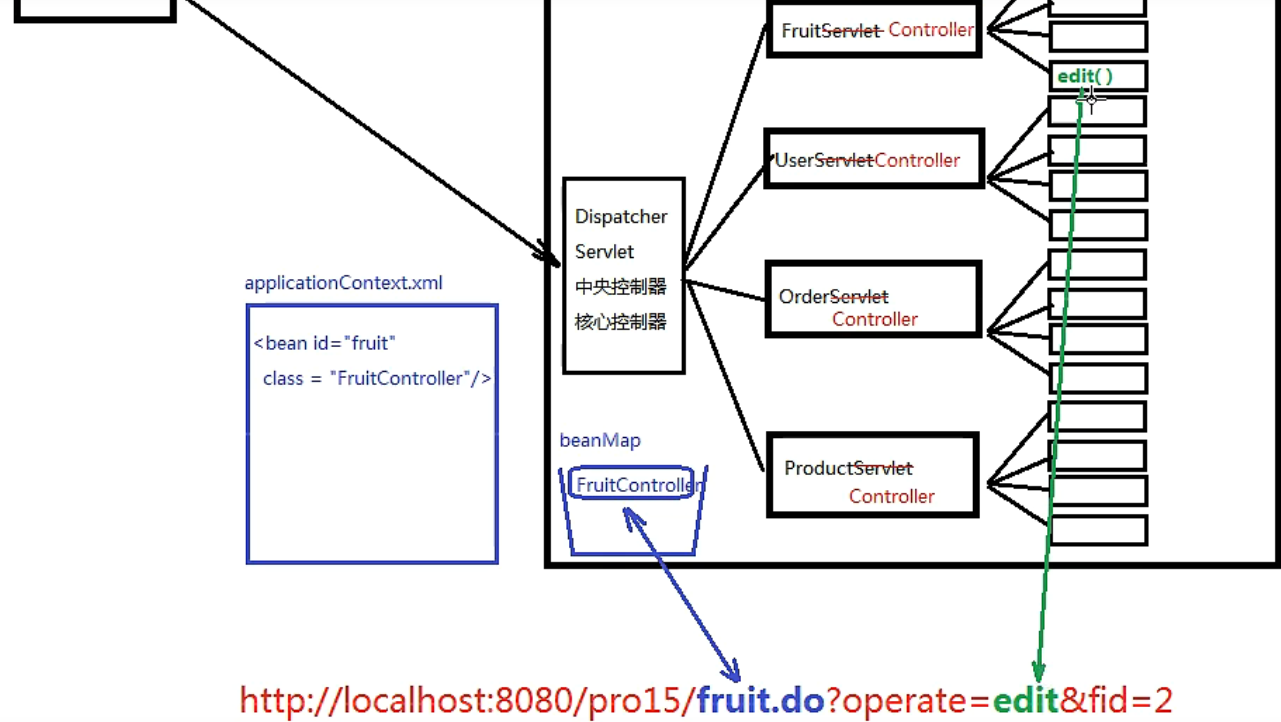 FruitServlet Controller
edit( )
UserServletController
Dispatcher
Servlet
中央控制器
核心控制器
applicationContext.xml
<bean id="fruit"
class = "FruitController"/>
OrderServlet
Controller
beanMap
FruitController
ProductServlet
Controller
http://localhost:8080/pro15/fruit.do?operate=edit&fid=2